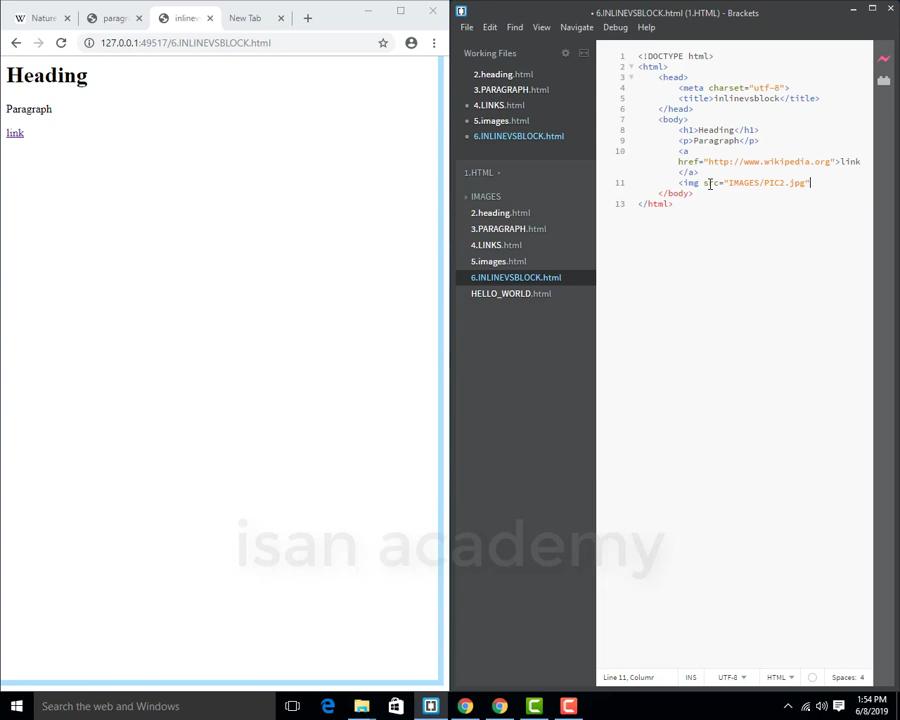 Nature
paragr
inline
New Tab
127.0.0.1:49517/6.INLINEVSBLOCK.html
Heading
Paragraph
link
• 6.INLINEVSBLOCK.html (1.HTML) - Brackets
File Edit Find View Navigate Debug Help
Working Files
2.heading.html
3.PARAGRAPH.html
4.LINKS.html
5.images.html
6.INLINEVSBLOCK.html
1.HTML
IMAGES
2.heading.html
3.PARAGRAPH.html
4.LINKS.html
5.images.html
6.INLINEVSBLOCK.html
HELLO_WORLD.html
1 <!DOCTYPE html>
2 <html>
3 <head>
4 <meta charset="utf-8">
5 <title>inlinevsblock</title>
6 </head>
7 <body>
8 <h1>Heading</h1>
9 <p>Paragraph</p>
10 <a
href="http://www.wikipedia.org">link
</a>
11 <img src="IMAGES/PIC2.jpg"
</body>
13 </html>
isan academy
Line 11, Column INS UTF-8 HTML Spaces: 4
Search the web and Windows
1:54 PM
6/8/2019